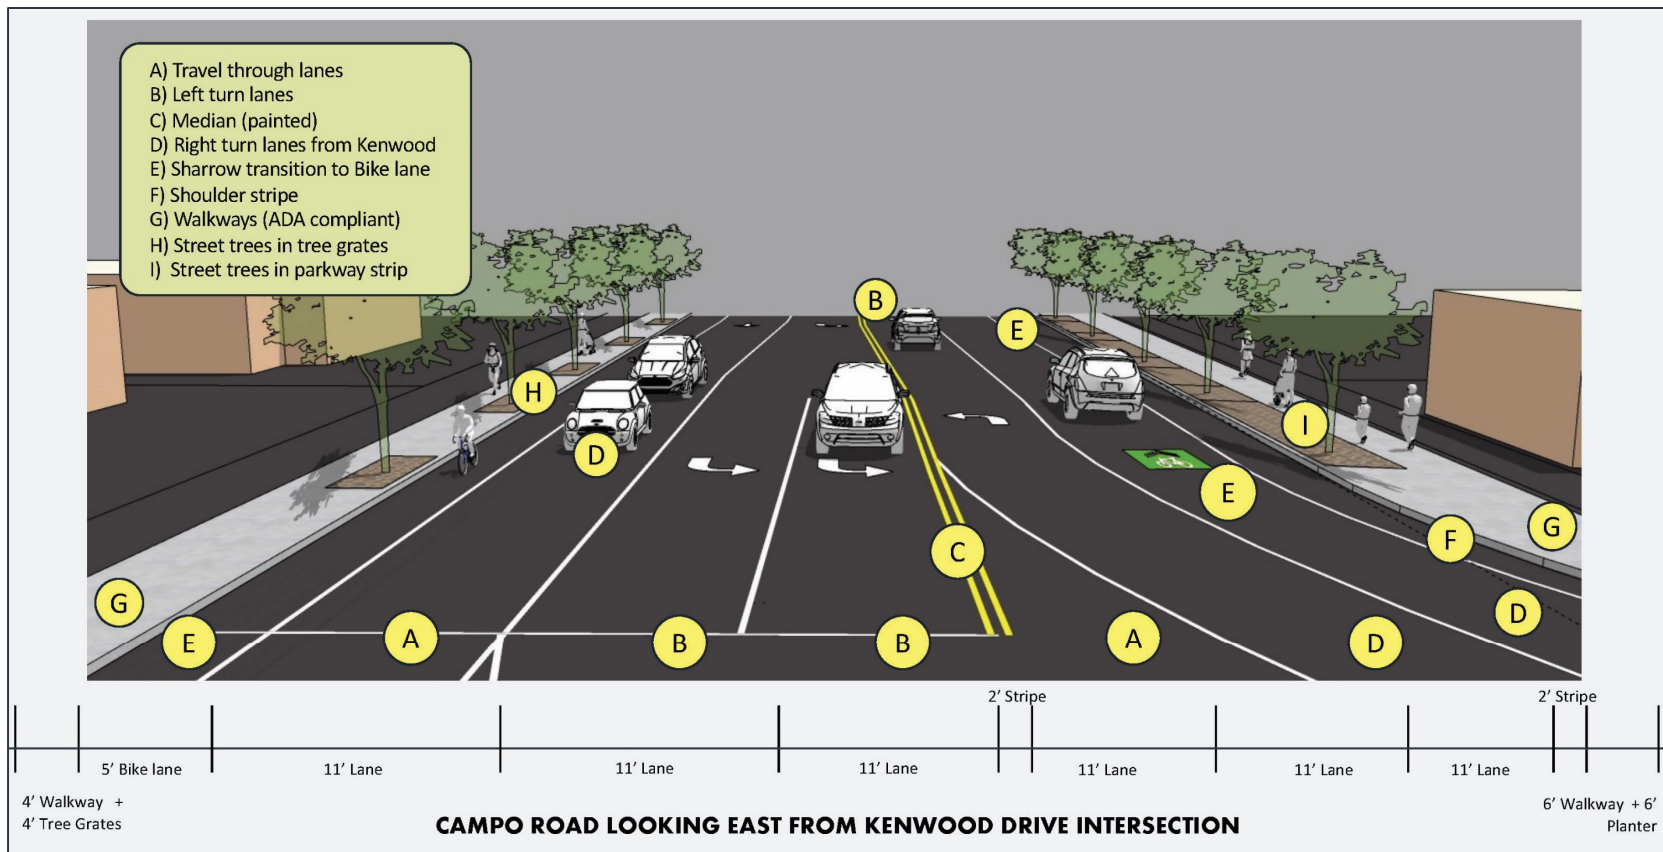 A) Travel through lanes
B) Left turn lanes
C) Median (painted)
D) Right turn lanes from Kenwood
E) Sharrow transition to Bike lane
F) Shoulder stripe
G) Walkways (ADA compliant)
H) Street trees in tree grates
I) Street trees in parkway strip
B
E
H
I
D
E
G
F
C
G
D
E
A
B
B
A
D
2’ Stripe
2’ Stripe
5’ Bike lane
11’ Lane
11’ Lane
11’ Lane
11’ Lane
11’ Lane
11’ Lane
4’ Walkway +
4’ Tree Grates
6’ Walkway + 6’
Planter
CAMPO ROAD LOOKING EAST FROM KENWOOD DRIVE INTERSECTION